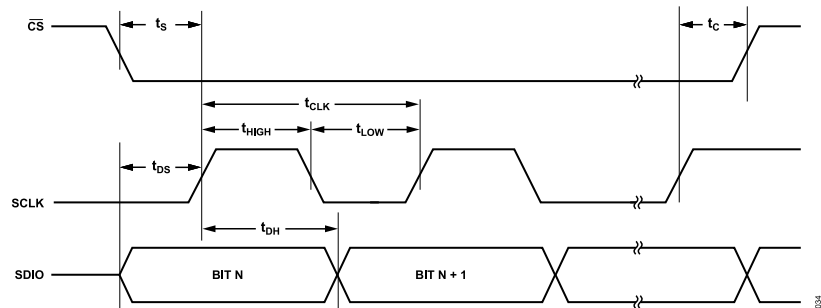 CS
tS
tC
tCLK
tHIGH
tLOW
tDS
SCLK
tDH
SDIO
BIT N
BIT N + 1
034